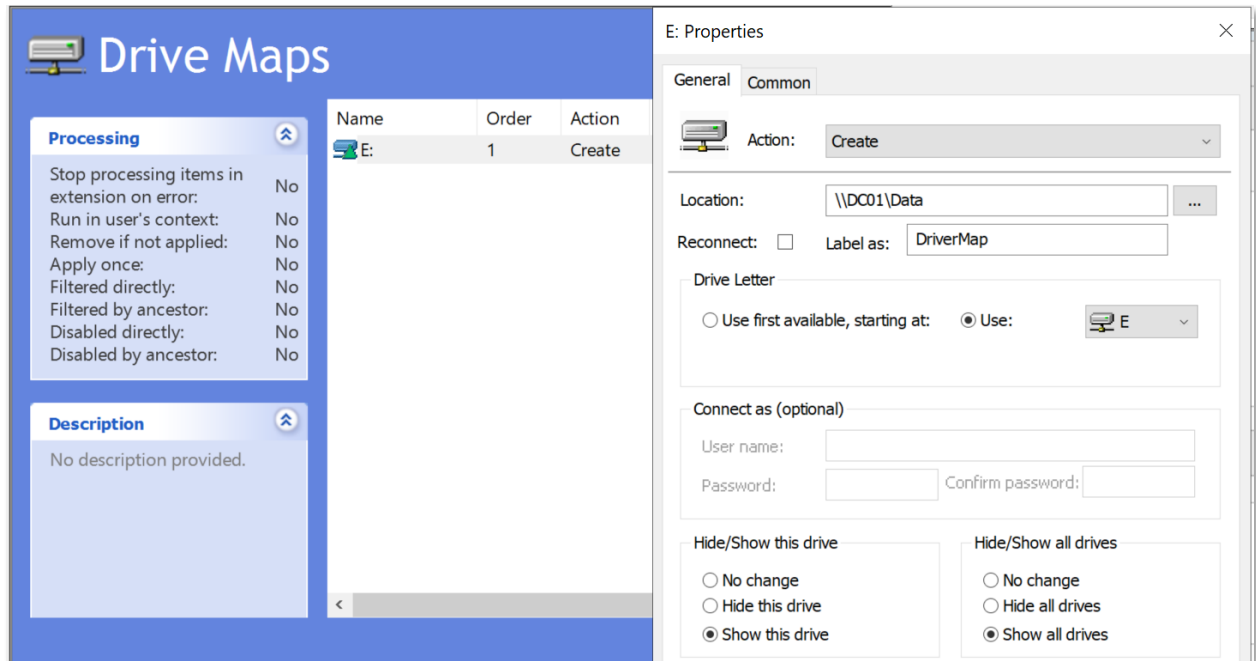 Drive Maps
Processing
Stop processing items in extension on error: No
Run in user's context: No
Remove if not applied: No
Apply once: No
Filtered directly: No
Filtered by ancestor: No
Disabled directly: No
Disabled by ancestor: No
Description
No description provided.
Name Order Action
E: 1 Create
E: Properties
General Common
Action: Create
Location: \\DC01\Data ...
Reconnect: Label as: DriverMap
Drive Letter
Use first available, starting at: Use: E
Connect as (optional)
User name:
Password: Confirm password:
Hide/Show this drive
No change
Hide this drive
Show this drive
Hide/Show all drives
No change
Hide all drives
Show all drives